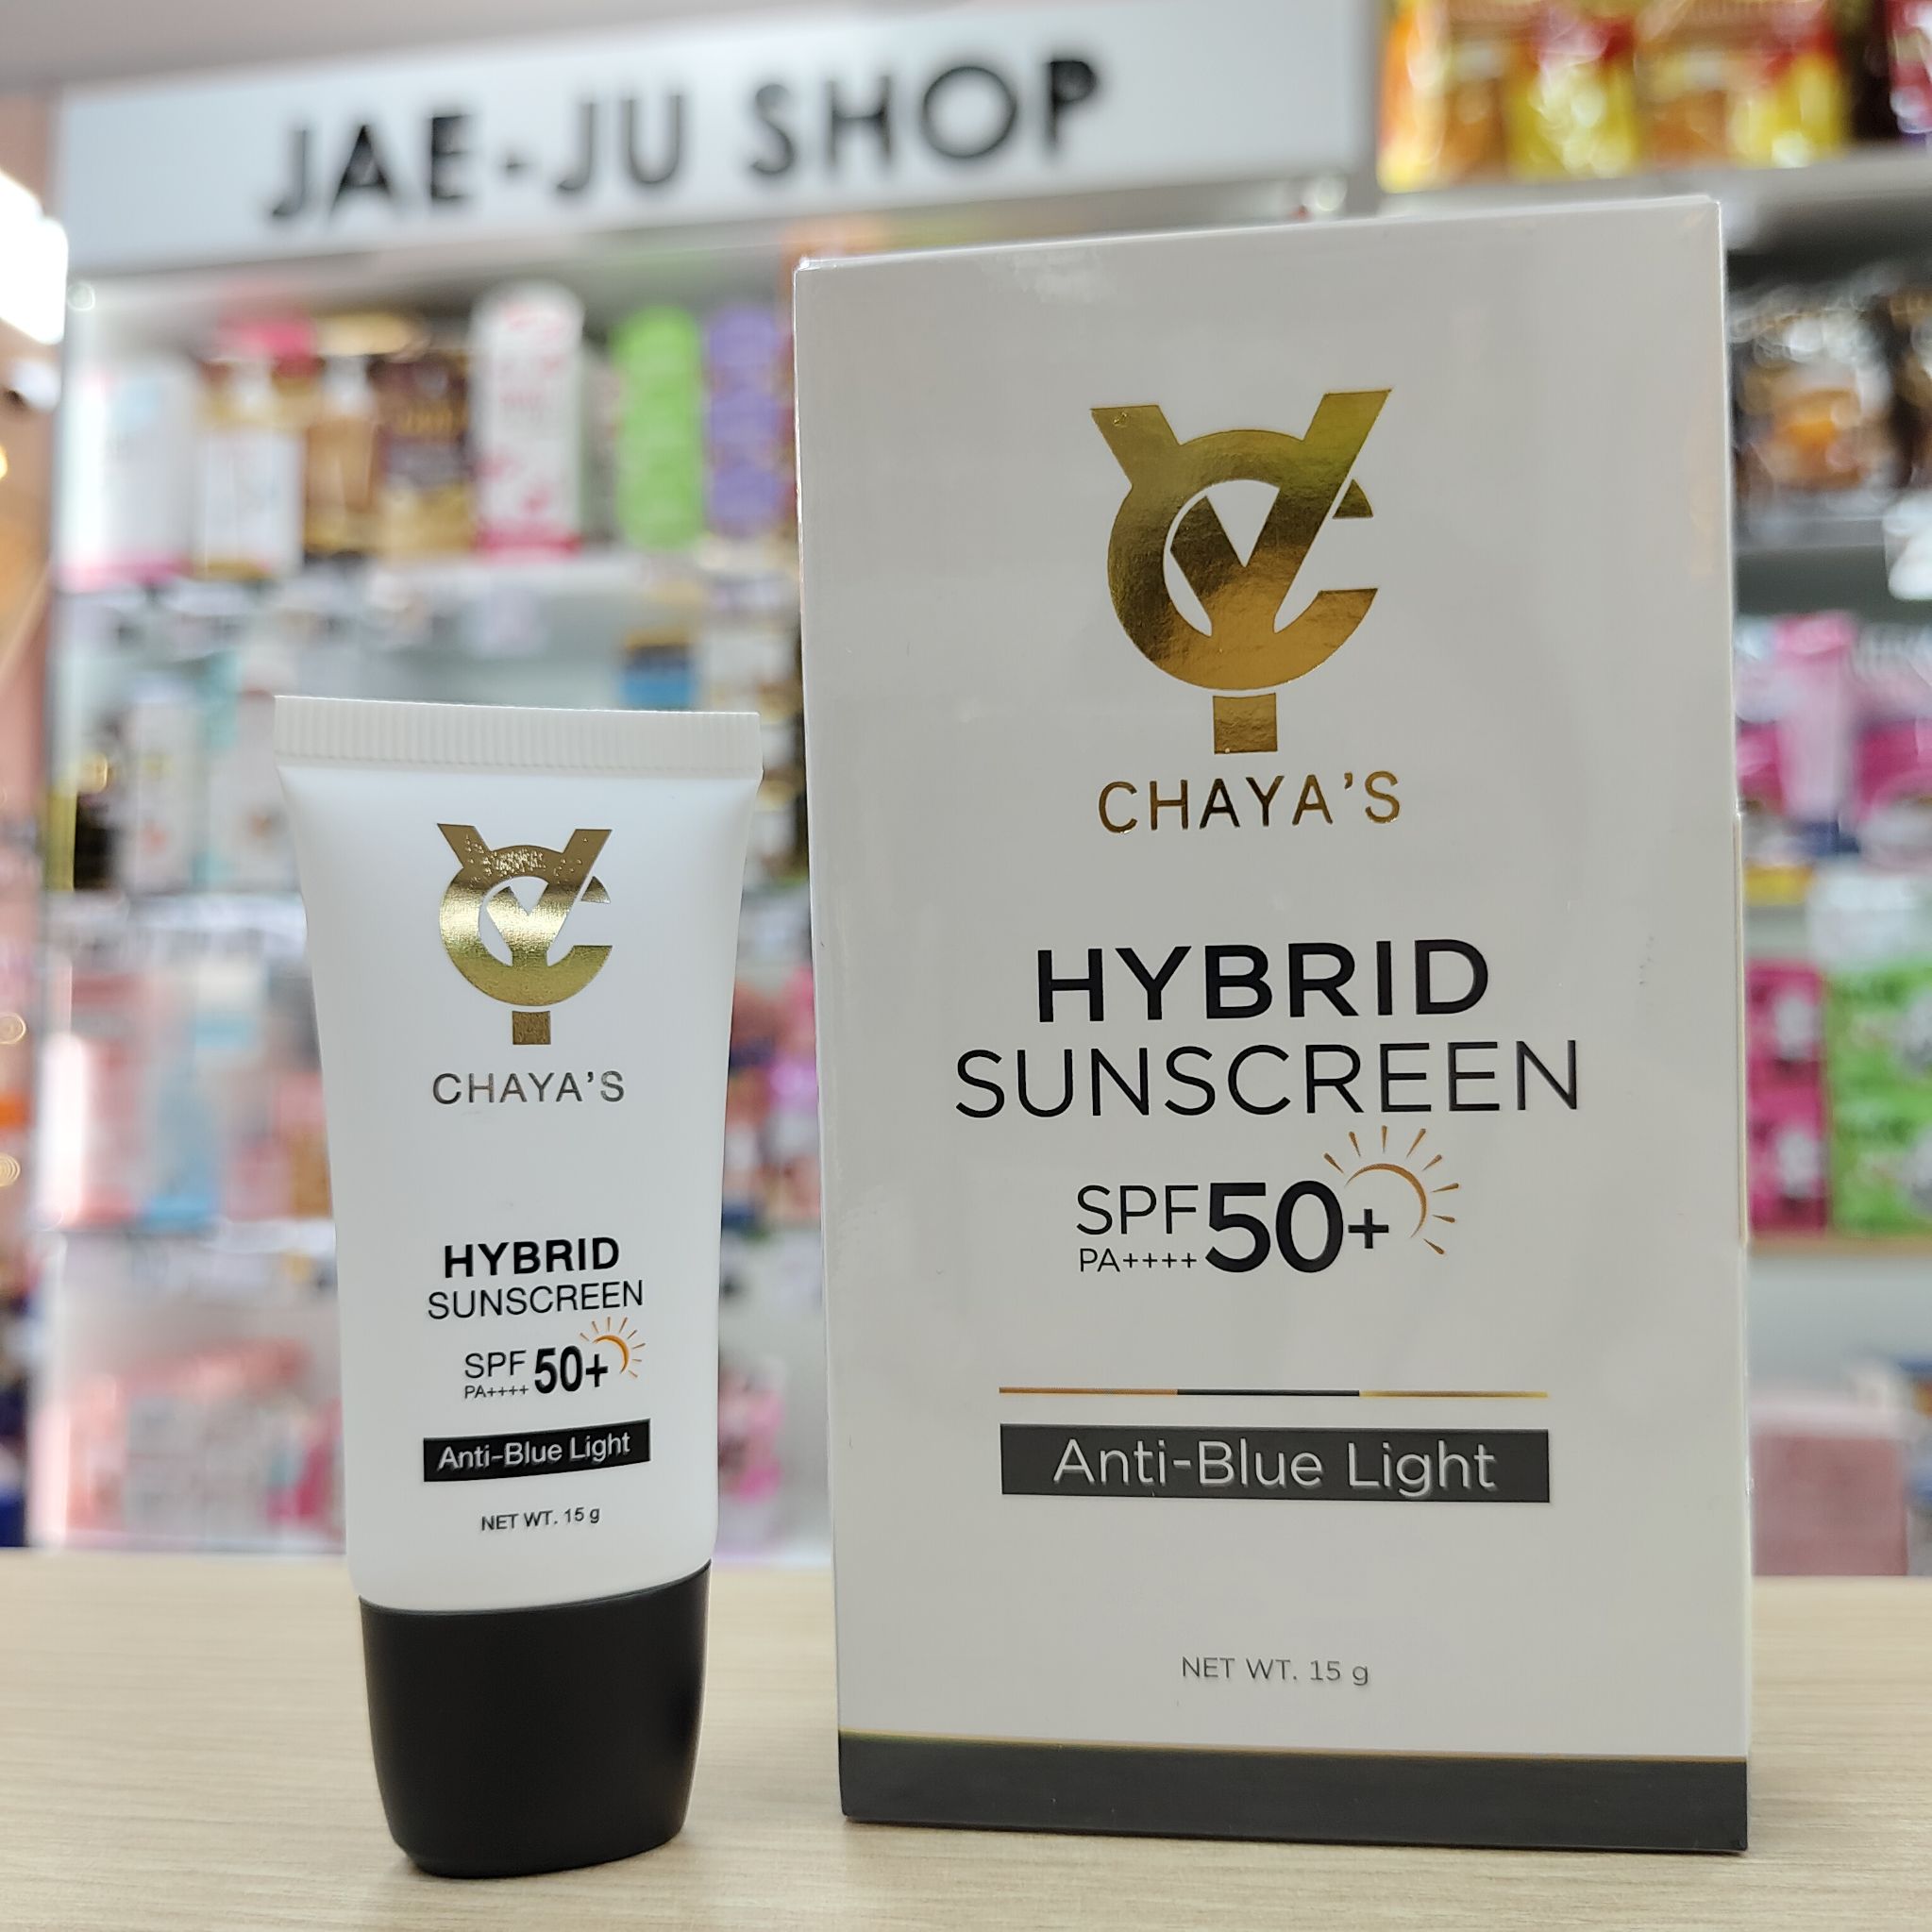 JAE-JU SHOP
CHAYA'S
HYBRID
SUNSCREEN
SPF 50+
PA++++
Anti-Blue Light
NET WT. 15 g
CHAYA'S
HYBRID
SUNSCREEN
SPF 50+
PA++++
Anti-Blue Light
NET WT. 15 g